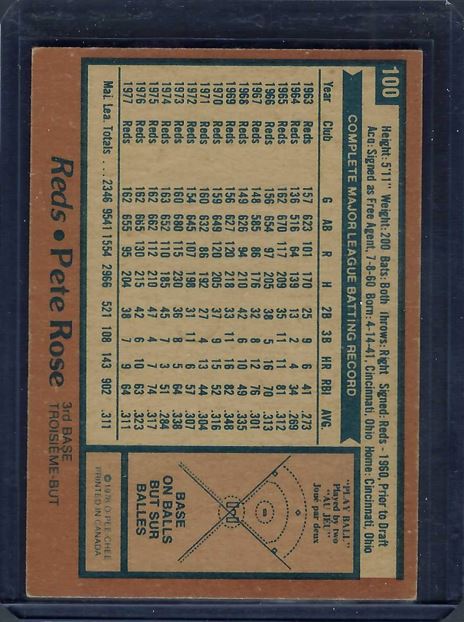 100
Height: 5'11" Weight: 200 Bats: Both Throws: Right Signed: Reds - 1960, Prior to Draft
Acq: Signed as Free Agent, 7-8-60 Born: 4-14-41, Cincinnati, Ohio Home: Cincinnati, Ohio
COMPLETE MAJOR LEAGUE BATTING RECORD
Year Club G AB R H 2B 3B HR RBI AVG.
1963 Reds 157 623 101 170 25 9 6 41 .273
1964 Reds 136 516 64 139 13 2 4 34 .269
1965 Reds 162 670 117 209 35 11 11 81 .312
1966 Reds 156 654 97 205 38 5 16 70 .313
1967 Reds 148 585 86 176 32 8 12 76 .301
1968 Reds 149 626 94 210 42 6 10 49 .335
1969 Reds 156 627 120 218 33 11 16 82 .348
1970 Reds 159 649 120 205 37 9 15 52 .316
1971 Reds 160 632 86 192 27 4 13 44 .304
1972 Reds 154 645 107 198 31 11 6 57 .307
1973 Reds 160 680 115 230 36 8 5 64 .338
1974 Reds 163 652 110 185 45 7 3 51 .284
1975 Reds 162 662 112 210 47 4 7 74 .317
1976 Reds 162 665 130 215 42 6 10 63 .323
1977 Reds 162 655 95 204 38 7 9 64 .311
Maj. Lea. Totals ... 2346 9541 1554 2966 521 108 143 902 .311
"PLAY BALL"
Played by two
"AU JEU"
Joué par deux
BASE
ON BALLS
BUT SUR
BALLES
Reds • Pete Rose 3rd BASE
TROISIÈME-BUT
© 1978 O-PEE-CHEE
PRINTED IN CANADA